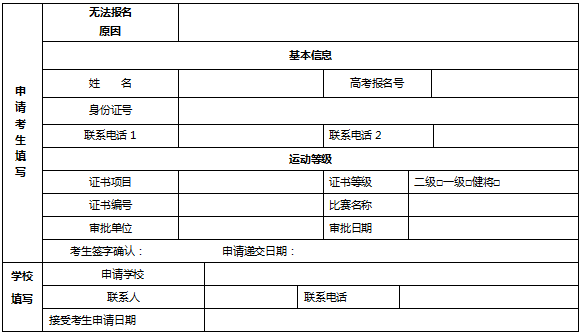 申请考生填写
无法报名
原因
基本信息
姓　　名　　高考报名号
身份证号
联系电话 1　　联系电话 2
运动等级
证书项目　　证书等级　　二级□一级□健将□
证书编号　　比赛名称
审批单位　　审批日期
考生签字确认：　　申请递交日期：
学校
填写
申请学校
联系人　　联系电话
接受考生申请日期